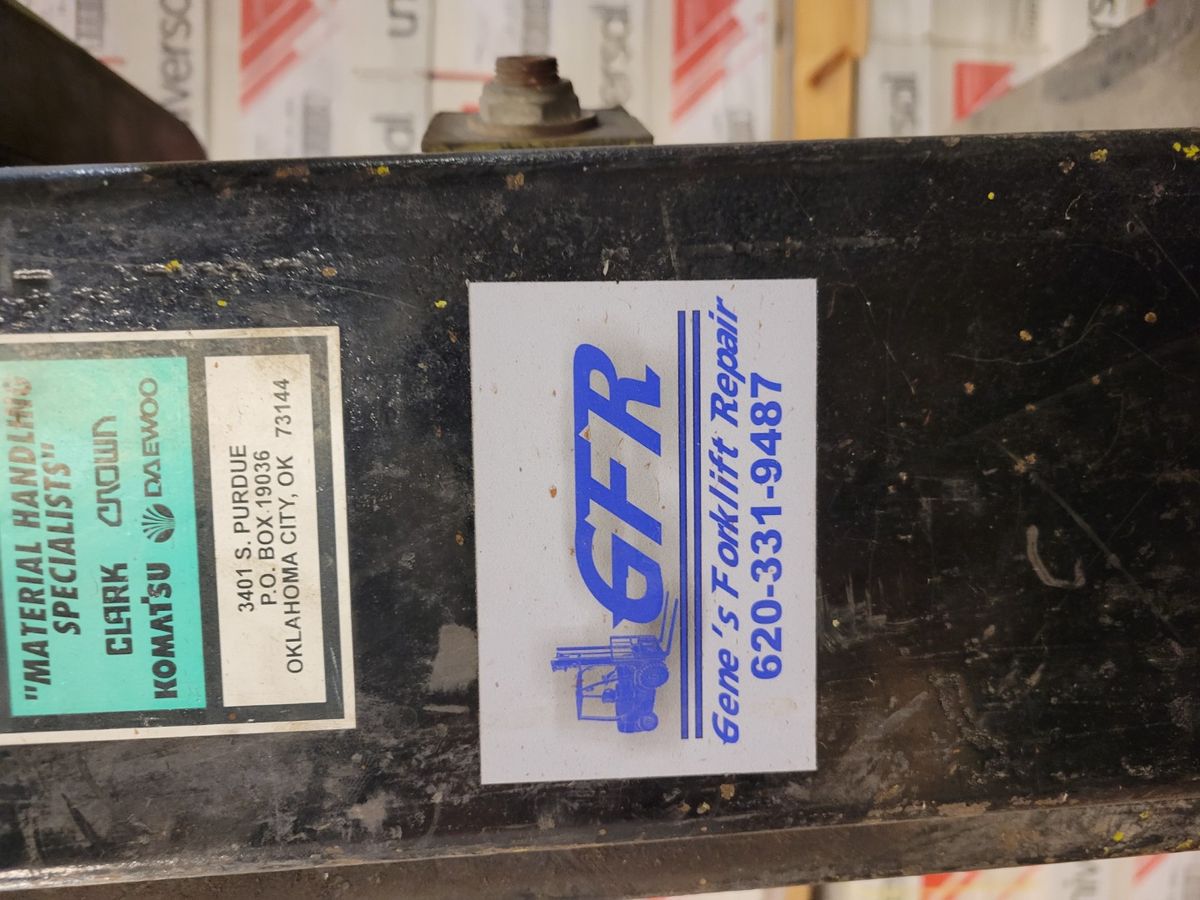 "MATERIAL HANDLING
SPECIALISTS"
CLARK CROWN
KOMATSU DAEWOO
3401 S. PURDUE
P.O. BOX 19036
OKLAHOMA CITY, OK 73144
GFR
Gene's Forklift Repair
620-331-9487